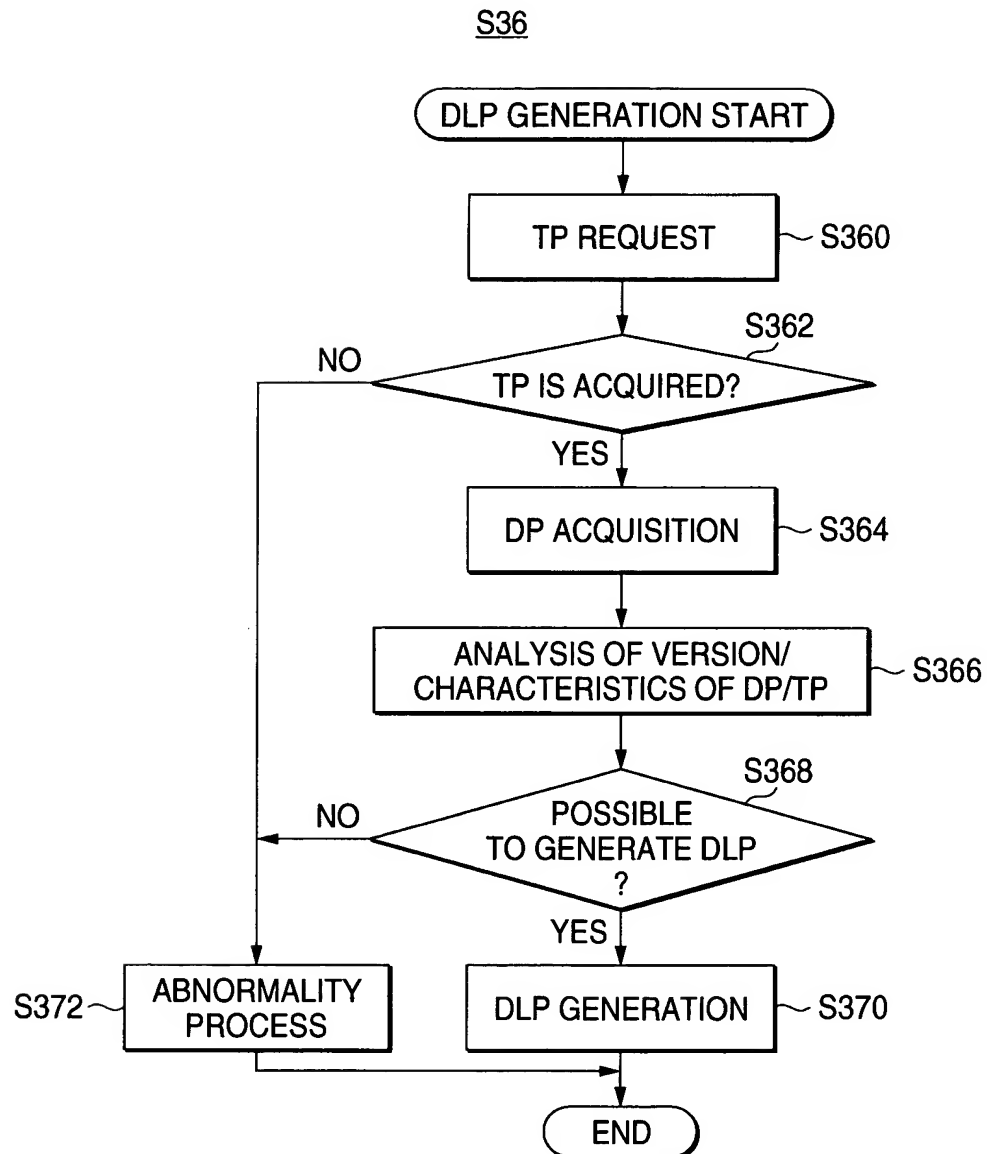 S36
DLP GENERATION START
TP REQUEST
S360
S362
NO
TP IS ACQUIRED?
YES
DP ACQUISITION
S364
ANALYSIS OF VERSION/
CHARACTERISTICS OF DP/TP
S366
S368
NO
POSSIBLE
TO GENERATE DLP
?
YES
S372
ABNORMALITY
PROCESS
DLP GENERATION
S370
END